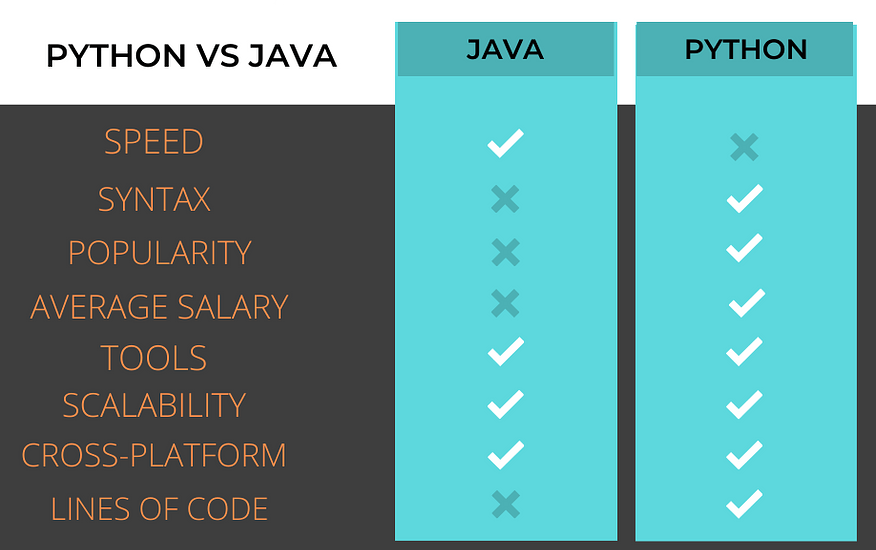 PYTHON VS JAVA
JAVA
PYTHON
SPEED
SYNTAX
POPULARITY
AVERAGE SALARY
TOOLS
SCALABILITY
CROSS-PLATFORM
LINES OF CODE